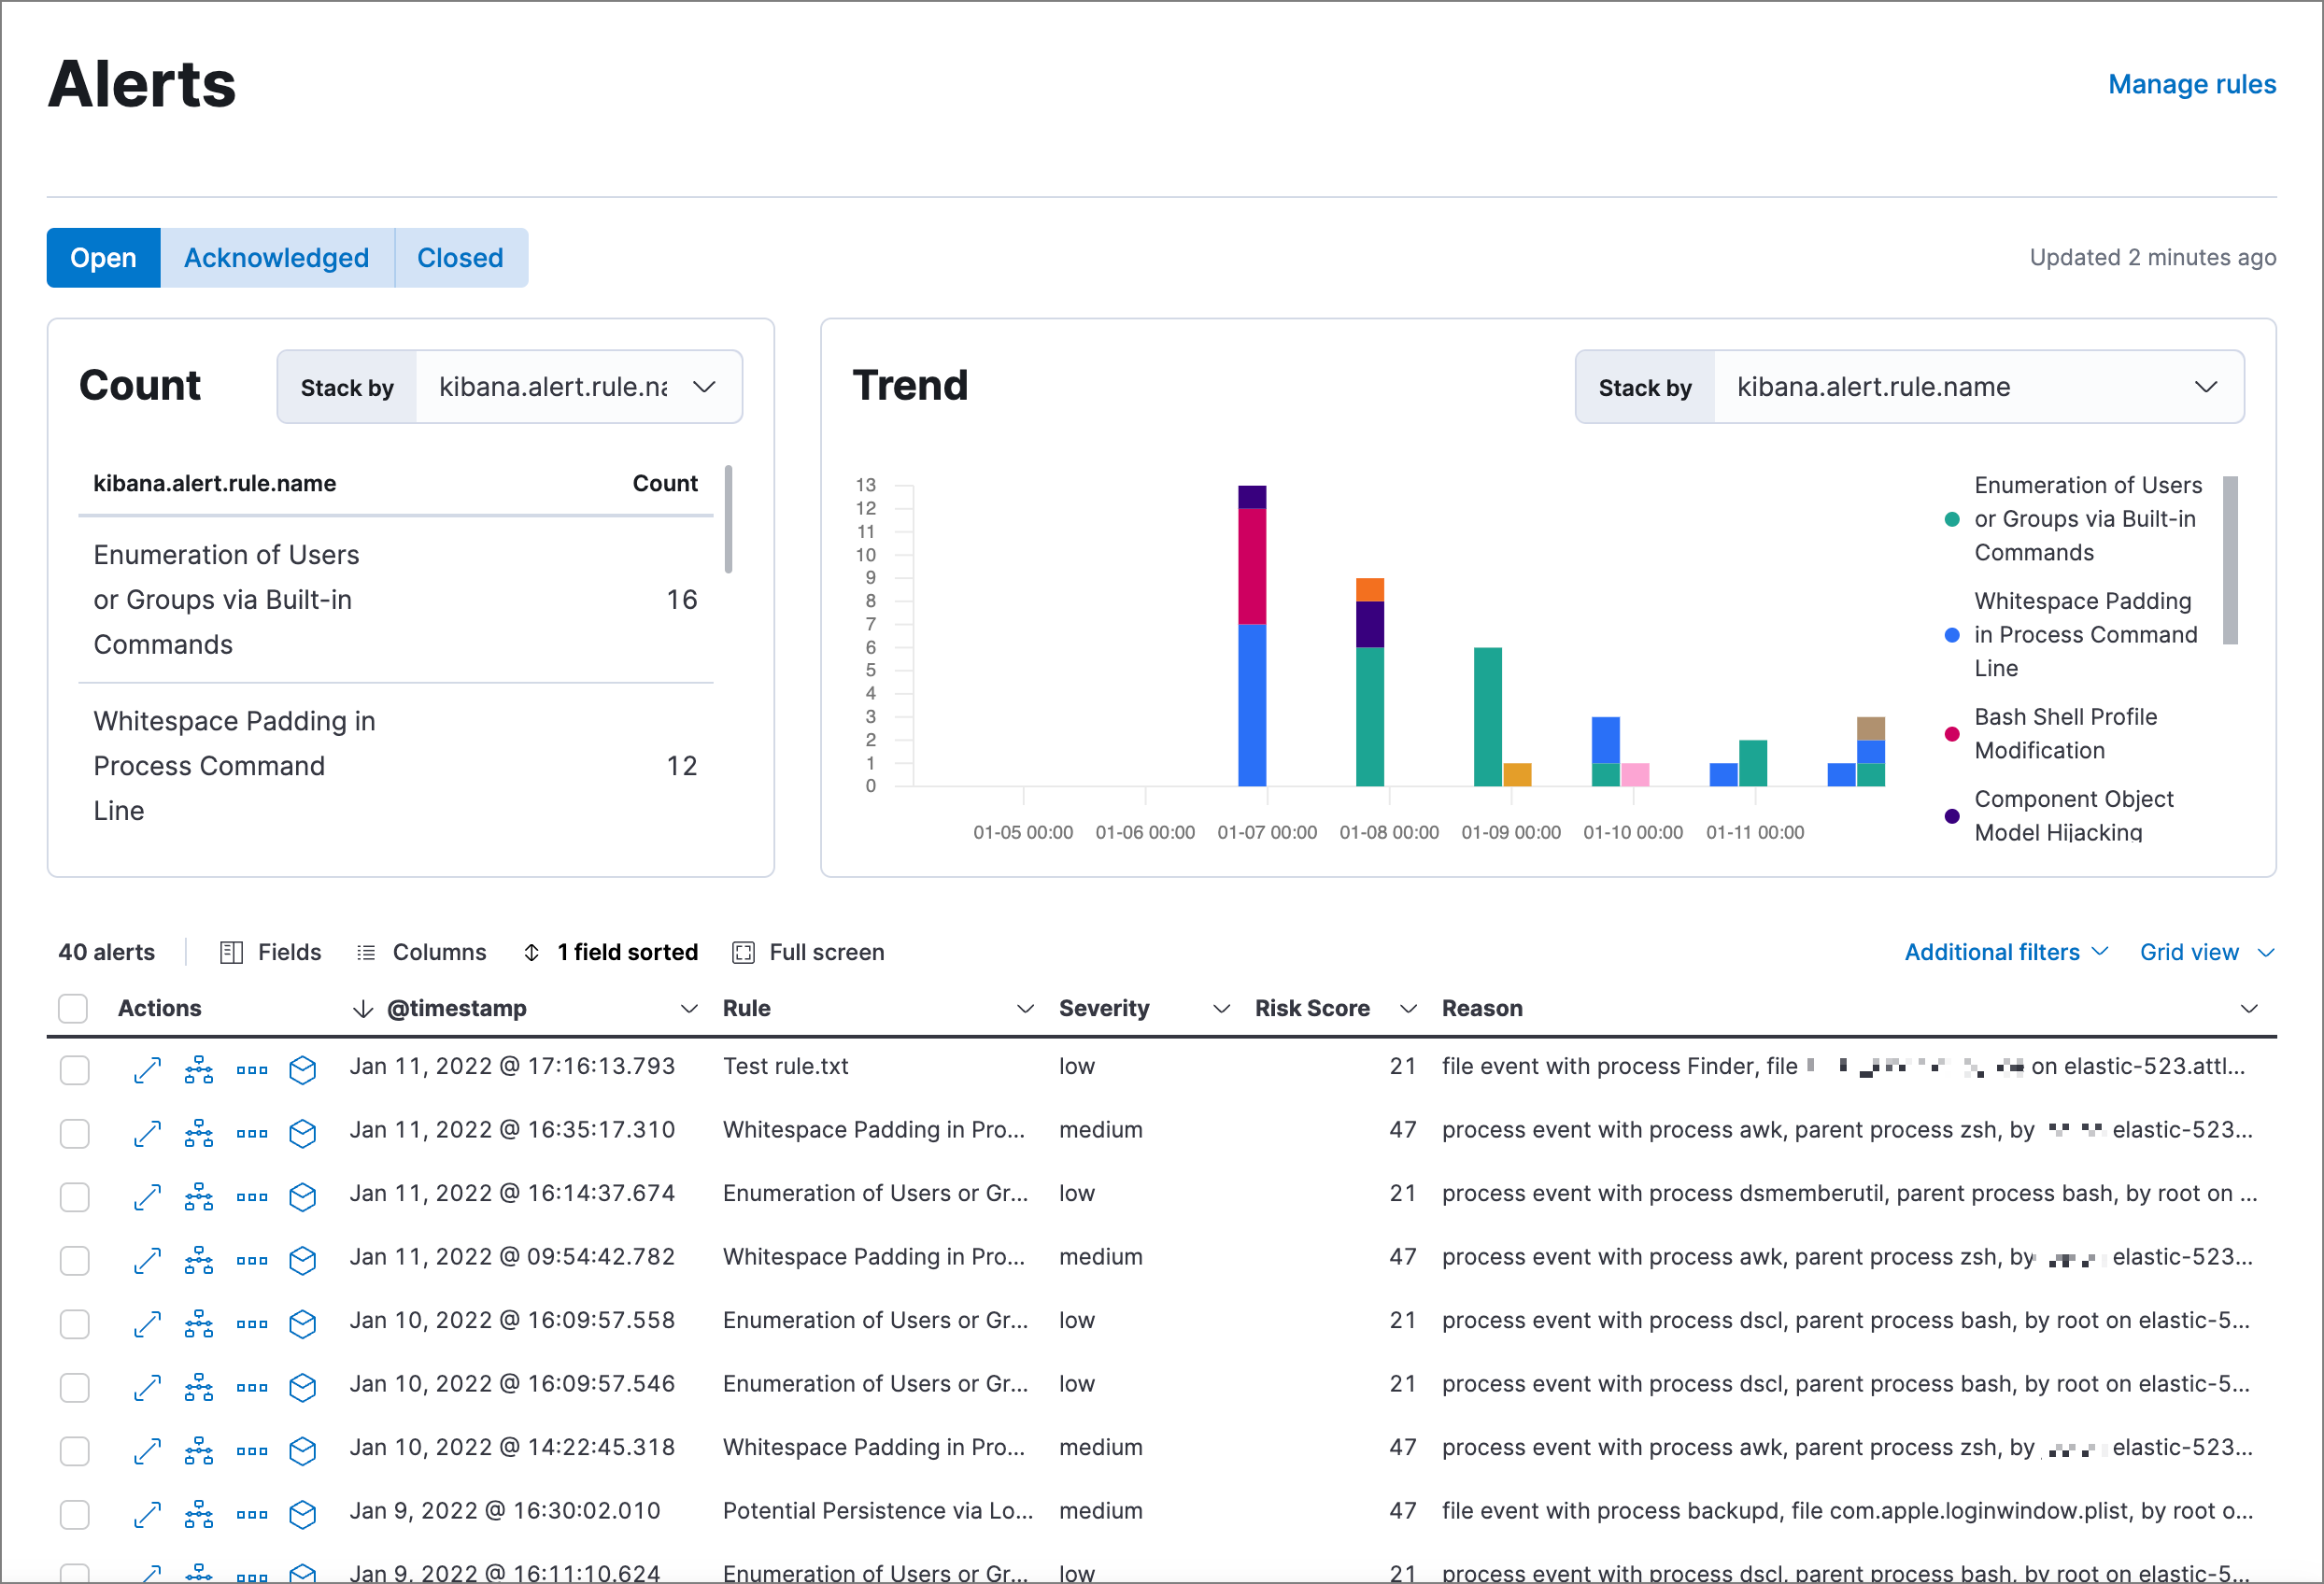 Alerts
Manage rules
Open Acknowledged Closed
Updated 2 minutes ago
Count
Stack by kibana.alert.rule.na
kibana.alert.rule.name Count
Enumeration of Users
or Groups via Built-in
Commands
16
Whitespace Padding in
Process Command
Line
12
Trend
Stack by kibana.alert.rule.name
13
12
11
10
9
8
7
6
5
4
3
2
1
0
01-05 00:00 01-06 00:00 01-07 00:00 01-08 00:00 01-09 00:00 01-10 00:00 01-11 00:00
Enumeration of Users
or Groups via Built-in
Commands
Whitespace Padding
in Process Command
Line
Bash Shell Profile
Modification
Component Object
Model Hijacking
40 alerts Fields Columns 1 field sorted Full screen Additional filters Grid view
Actions @timestamp Rule Severity Risk Score Reason
Jan 11, 2022 @ 17:16:13.793 Test rule.txt low 21 file event with process Finder, file on elastic-523.attl...
Jan 11, 2022 @ 16:35:17.310 Whitespace Padding in Pro... medium 47 process event with process awk, parent process zsh, by elastic-523...
Jan 11, 2022 @ 16:14:37.674 Enumeration of Users or Gr... low 21 process event with process dsmemberutil, parent process bash, by root on ...
Jan 11, 2022 @ 09:54:42.782 Whitespace Padding in Pro... medium 47 process event with process awk, parent process zsh, by elastic-523...
Jan 10, 2022 @ 16:09:57.558 Enumeration of Users or Gr... low 21 process event with process dscl, parent process bash, by root on elastic-5...
Jan 10, 2022 @ 16:09:57.546 Enumeration of Users or Gr... low 21 process event with process dscl, parent process bash, by root on elastic-5...
Jan 10, 2022 @ 14:22:45.318 Whitespace Padding in Pro... medium 47 process event with process awk, parent process zsh, by elastic-523...
Jan 9, 2022 @ 16:30:02.010 Potential Persistence via Lo... medium 47 file event with process backupd, file com.apple.loginwindow.plist, by root o...
Jan 9, 2022 @ 16:11:10.624 Enumeration of Users or Gr... low 21 process event with process dscl, parent process bash, by root on elastic-5...